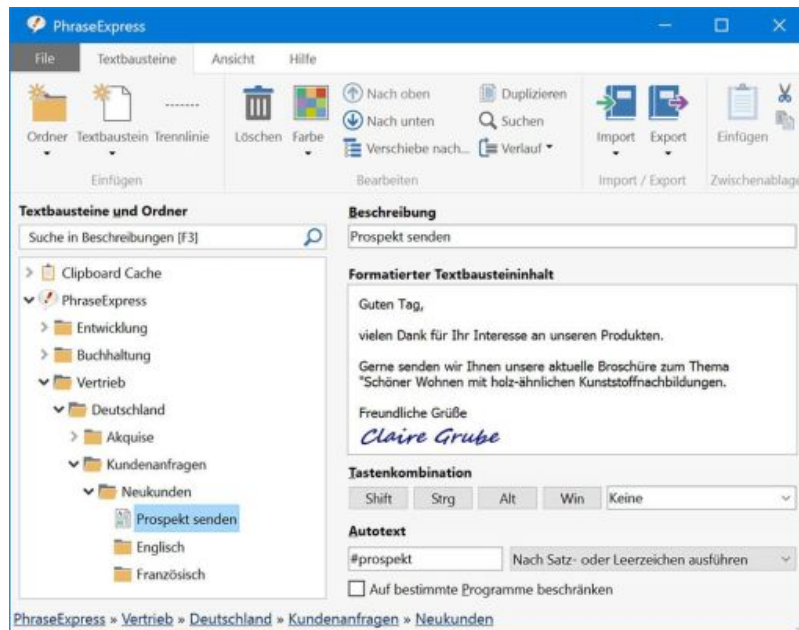 PhraseExpress
File Textbausteine Ansicht Hilfe
Ordner Textbaustein Trennlinie
Einfügen
Löschen Farbe
Nach oben
Nach unten
Verschiebe nach...
Duplizieren
Suchen
Verlauf
Bearbeiten
Import Export
Import / Export
Einfügen
Zwischenablage
Textbausteine und Ordner
Suche in Beschreibungen [F3]
Clipboard Cache
PhraseExpress
Entwicklung
Buchhaltung
Vertrieb
Deutschland
Akquise
Kundenanfragen
Neukunden
Prospekt senden
Englisch
Französisch
Beschreibung
Prospekt senden
Formatierter Textbausteininhalt
Guten Tag,
vielen Dank für Ihr Interesse an unseren Produkten.
Gerne senden wir Ihnen unsere aktuelle Broschüre zum Thema
"Schöner Wohnen mit holz-ähnlichen Kunststoffnachbildungen.
Freundliche Grüße
Claire Grube
Tastenkombination
Shift Strg Alt Win Keine
Autotext
#prospekt Nach Satz- oder Leerzeichen ausführen
Auf bestimmte Programme beschränken
PhraseExpress » Vertrieb » Deutschland » Kundenanfragen » Neukunden